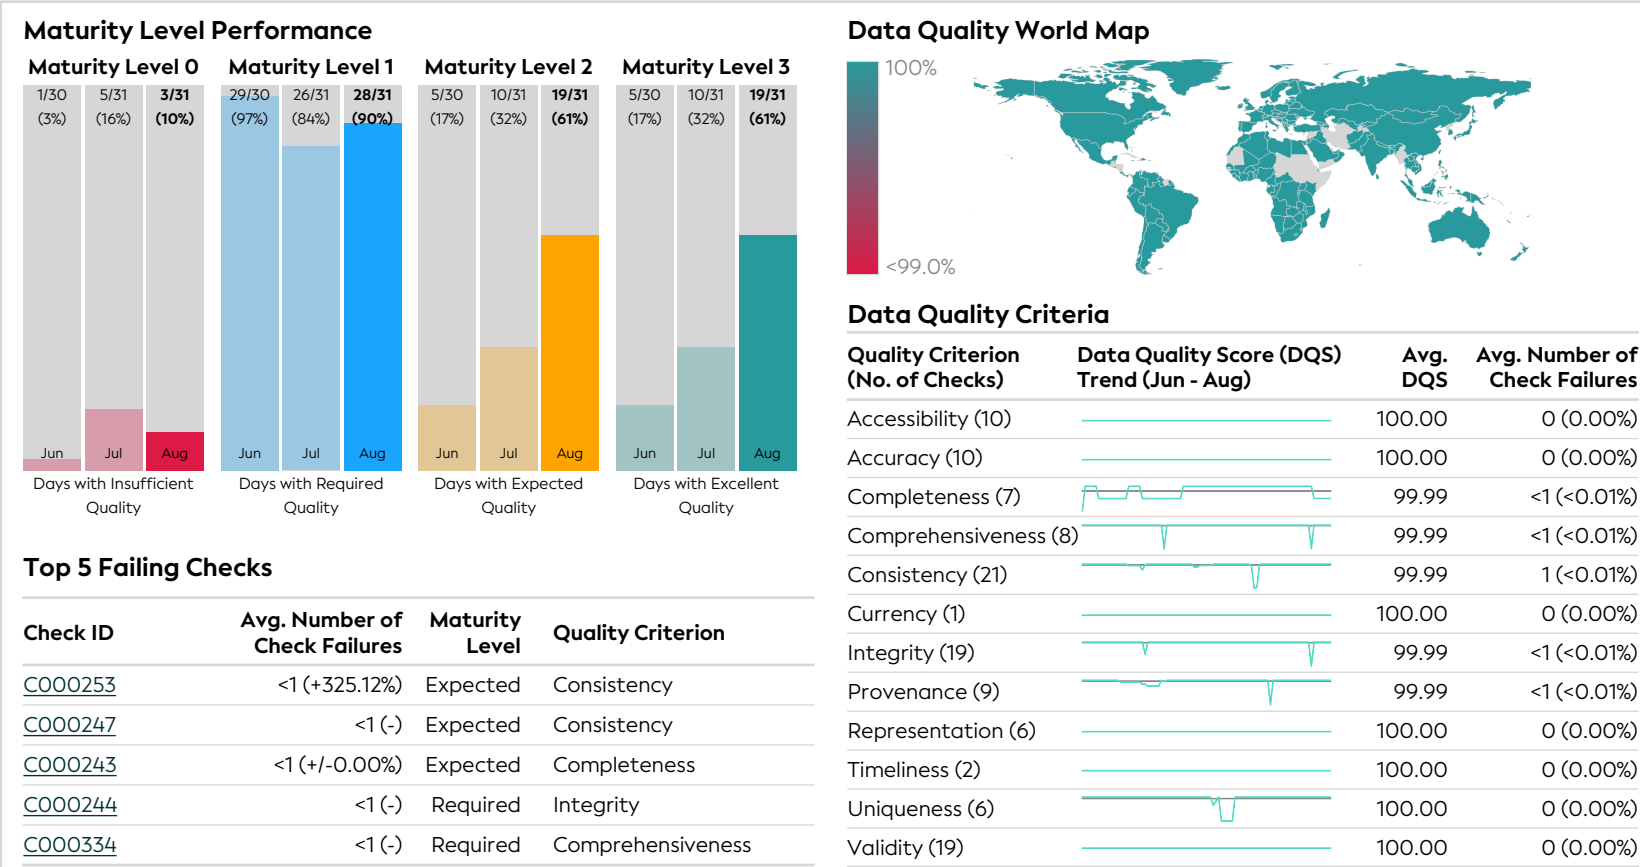 Maturity Level Performance
Maturity Level 0
Maturity Level 1
Maturity Level 2
Maturity Level 3
1/30 5/31 3/31
(3%) (16%) (10%)
29/30 26/31 28/31
(97%) (84%) (90%)
5/30 10/31 19/31
(17%) (32%) (61%)
5/30 10/31 19/31
(17%) (32%) (61%)
Jun Jul Aug
Jun Jul Aug
Jun Jul Aug
Jun Jul Aug
Days with Insufficient
Quality
Days with Required
Quality
Days with Expected
Quality
Days with Excellent
Quality
Top 5 Failing Checks
Check ID
Avg. Number of
Check Failures
Maturity
Level
Quality Criterion
C000253 <1 (+325.12%) Expected Consistency
C000247 <1 (-) Expected Consistency
C000243 <1 (+/-0.00%) Expected Completeness
C000244 <1 (-) Required Integrity
C000334 <1 (-) Required Comprehensiveness
Data Quality World Map
100%
<99.0%
Data Quality Criteria
Quality Criterion
(No. of Checks)
Data Quality Score (DQS)
Trend (Jun - Aug)
Avg.
DQS
Avg. Number of
Check Failures
Accessibility (10) 100.00 0 (0.00%)
Accuracy (10) 100.00 0 (0.00%)
Completeness (7) 99.99 <1 (<0.01%)
Comprehensiveness (8) 99.99 <1 (<0.01%)
Consistency (21) 99.99 1 (<0.01%)
Currency (1) 100.00 0 (0.00%)
Integrity (19) 99.99 <1 (<0.01%)
Provenance (9) 99.99 <1 (<0.01%)
Representation (6) 100.00 0 (0.00%)
Timeliness (2) 100.00 0 (0.00%)
Uniqueness (6) 100.00 0 (0.00%)
Validity (19) 100.00 0 (0.00%)